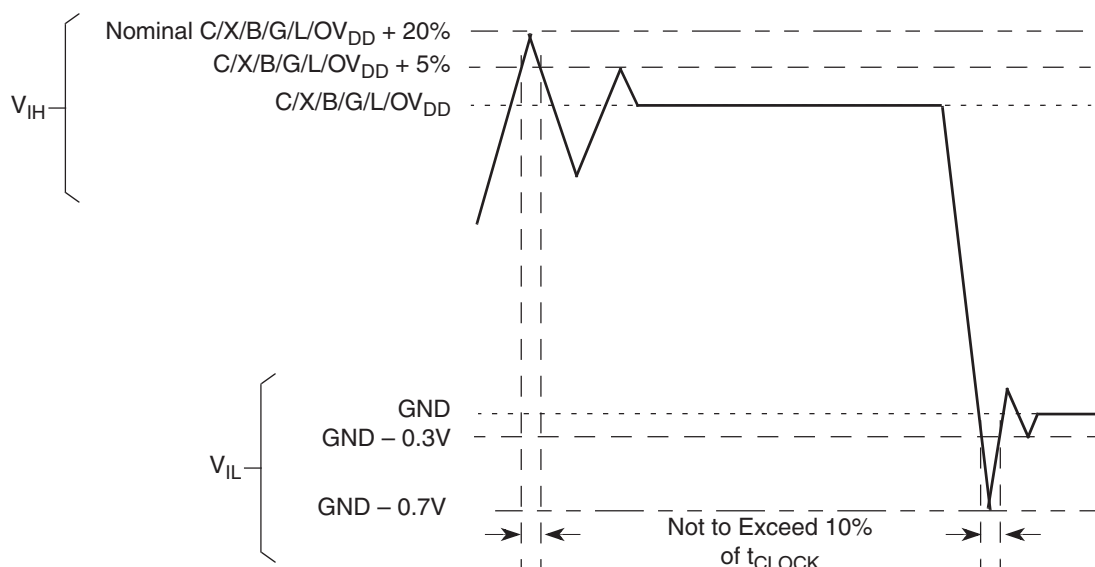 Nominal C/X/B/G/L/OVDD + 20%
C/X/B/G/L/OVDD + 5%
C/X/B/G/L/OVDD
VIH
GND
GND – 0.3V
VIL
GND – 0.7V
Not to Exceed 10%
of tCLOCK